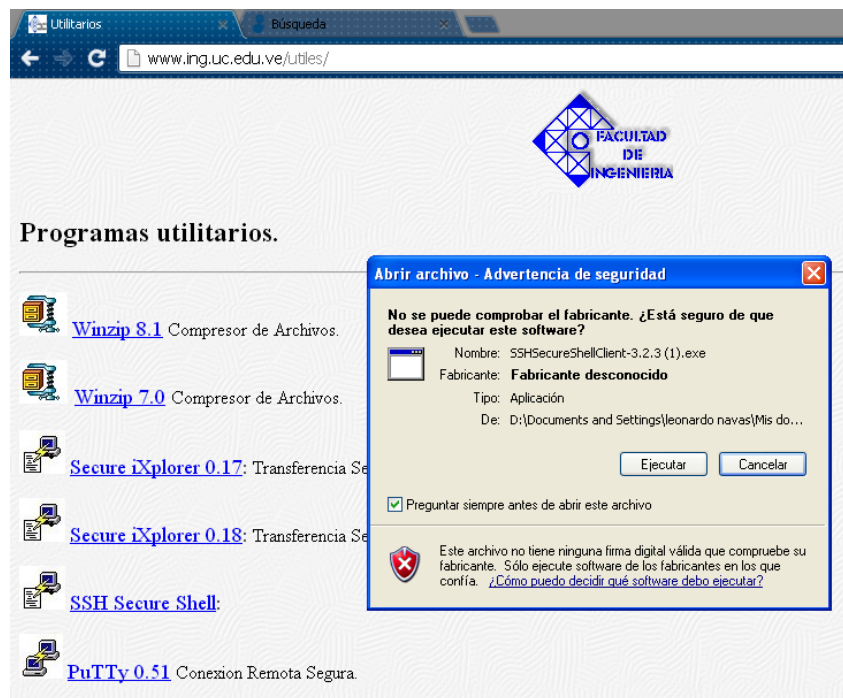 Utilitarios
Búsqueda
www.ing.uc.edu.ve/utiles/
FACULTAD
DE
INGENIERIA
Programas utilitarios.
Winzip 8.1 Compresor de Archivos.
Winzip 7.0 Compresor de Archivos.
Secure iXplorer 0.17: Transferencia Se
Secure iXplorer 0.18: Transferencia Se
SSH Secure Shell:
PuTTy 0.51 Conexion Remota Segura.
Abrir archivo - Advertencia de seguridad
No se puede comprobar el fabricante. ¿Está seguro de que
desea ejecutar este software?
Nombre: SSHSecureShellClient-3.2.3 (1).exe
Fabricante: Fabricante desconocido
Tipo: Aplicación
De: D:\Documents and Settings\leonardo navas\Mis do...
Ejecutar Cancelar
Preguntar siempre antes de abrir este archivo
Este archivo no tiene ninguna firma digital válida que compruebe su
fabricante. Sólo ejecute software de los fabricantes en los que
confía. ¿Cómo puedo decidir qué software debo ejecutar?